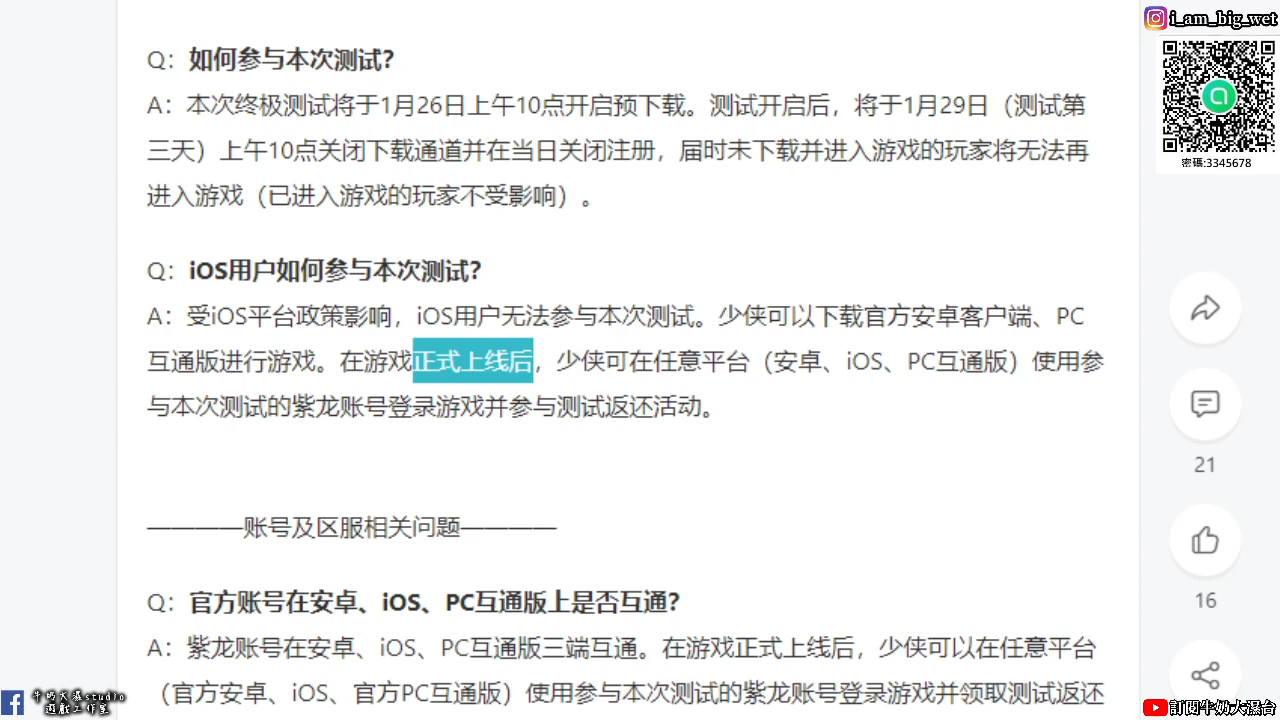 i_am_big_wet
密碼:3345678
Q：如何参与本次测试？
A：本次终极测试将于1月26日上午10点开启预下载。测试开启后，将于1月29日（测试第
三天）上午10点关闭下载通道并在当日关闭注册，届时未下载并进入游戏的玩家将无法再
进入游戏（已进入游戏的玩家不受影响）。
Q：iOS用户如何参与本次测试？
A：受iOS平台政策影响，iOS用户无法参与本次测试。少侠可以下载官方安卓客户端、PC
互通版进行游戏。在游戏正式上线后，少侠可在任意平台（安卓、iOS、PC互通版）使用参
与本次测试的紫龙账号登录游戏并参与测试返还活动。
21
————账号及区服相关问题————
16
Q：官方账号在安卓、iOS、PC互通版上是否互通？
A：紫龙账号在安卓、iOS、PC互通版三端互通。在游戏正式上线后，少侠可以在任意平台
（官方安卓、iOS、官方PC互通版）使用参与本次测试的紫龙账号登录游戏并领取测试返还
牛奶大濕studio
遊戲工作室
訂閱牛奶大濕台